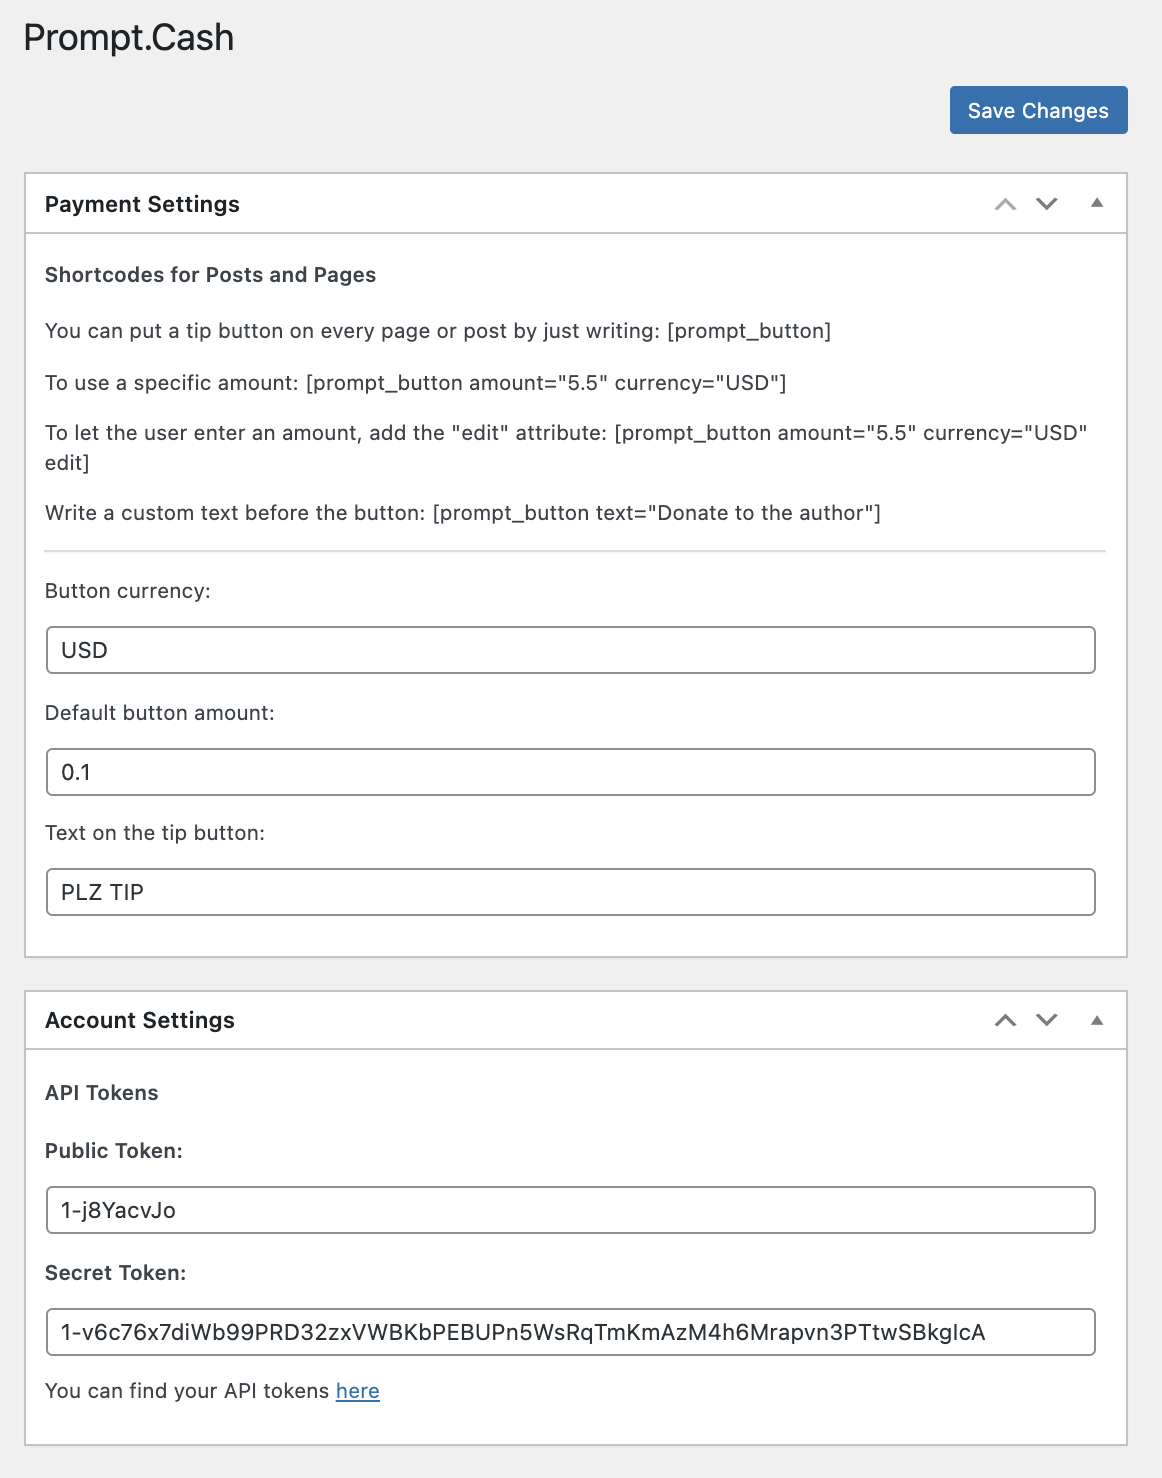 Prompt.Cash
Save Changes
Payment Settings
Shortcodes for Posts and Pages
You can put a tip button on every page or post by just writing: [prompt_button]
To use a specific amount: [prompt_button amount="5.5" currency="USD"]
To let the user enter an amount, add the "edit" attribute: [prompt_button amount="5.5" currency="USD"
edit]
Write a custom text before the button: [prompt_button text="Donate to the author"]
Button currency:
USD
Default button amount:
0.1
Text on the tip button:
PLZ TIP
Account Settings
API Tokens
Public Token:
1-j8YacvJo
Secret Token:
1-v6c76x7diWb99PRD32zxVWBKbPEBUPn5WsRqTmKmAzM4h6Mrapvn3PTtwSBkgIcA
You can find your API tokens here